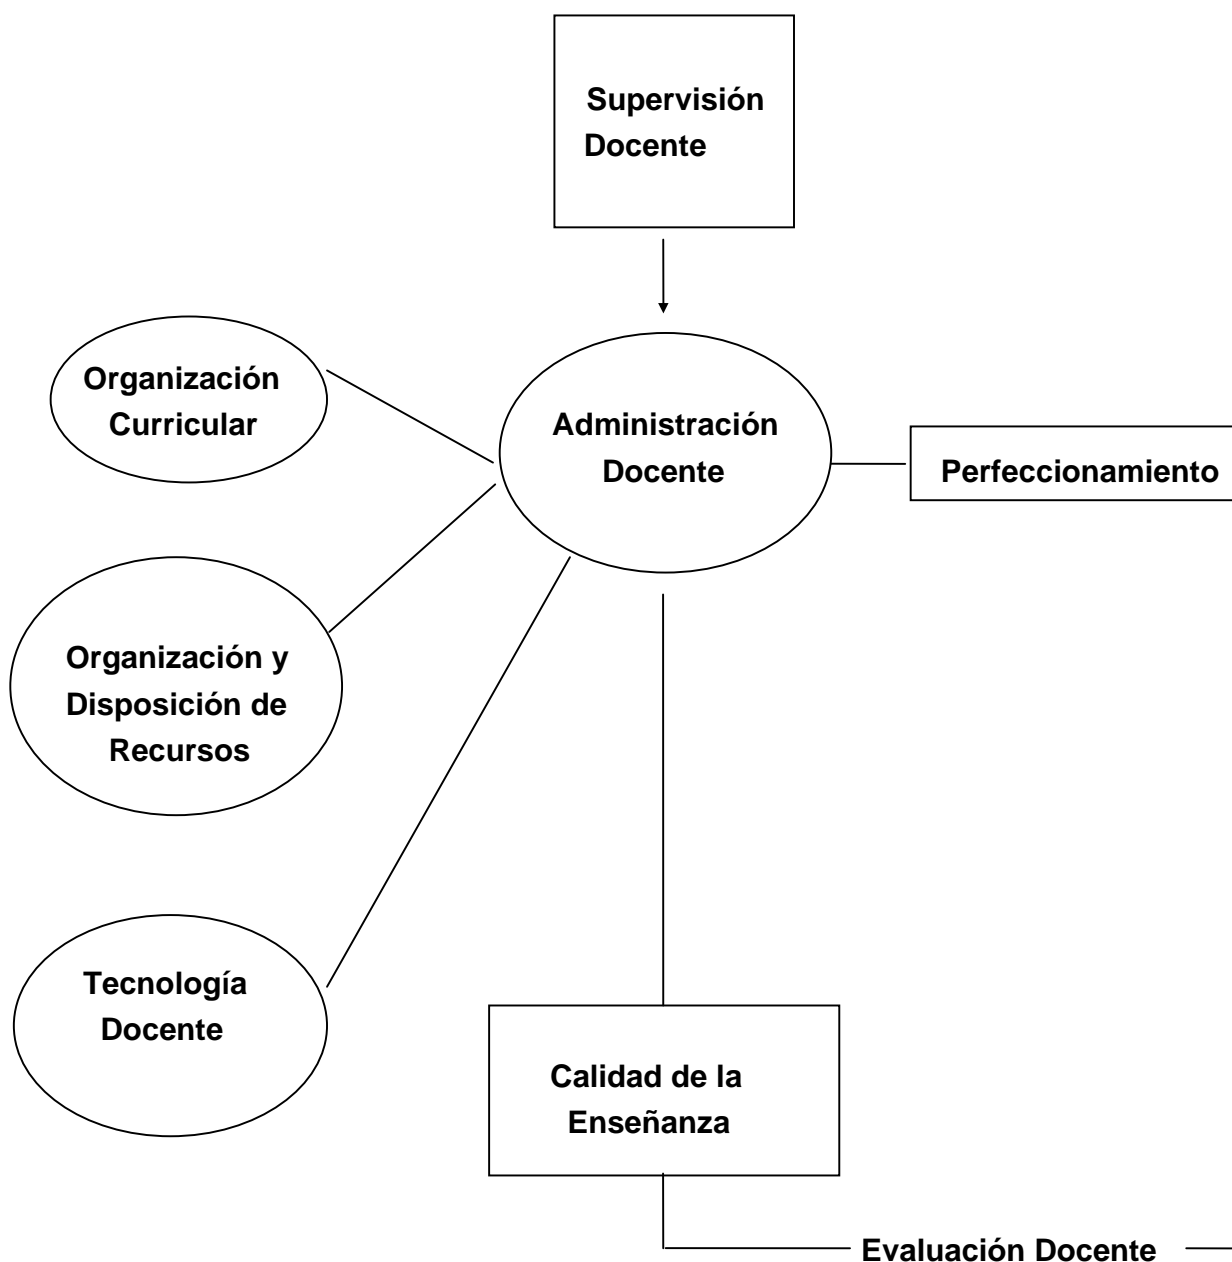 Supervisión
Docente
Organización
Curricular
Administración
Docente
Perfeccionamiento
Organización y
Disposición de
Recursos
Tecnología
Docente
Calidad de la
Enseñanza
Evaluación Docente